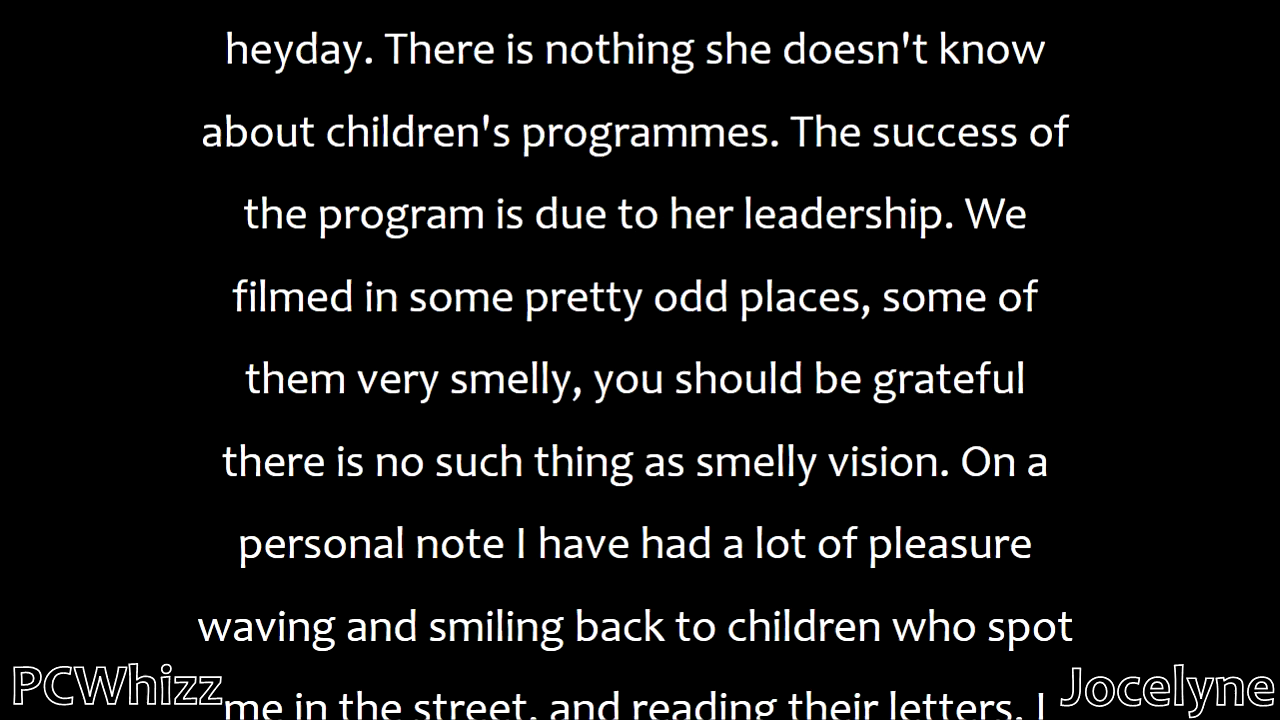 heyday. There is nothing she doesn't know
about children's programmes. The success of
the program is due to her leadership. We
filmed in some pretty odd places, some of
them very smelly, you should be grateful
there is no such thing as smelly vision. On a
personal note I have had a lot of pleasure
waving and smiling back to children who spot
me in the street, and reading their letters. I
PCWhizz
Jocelyne